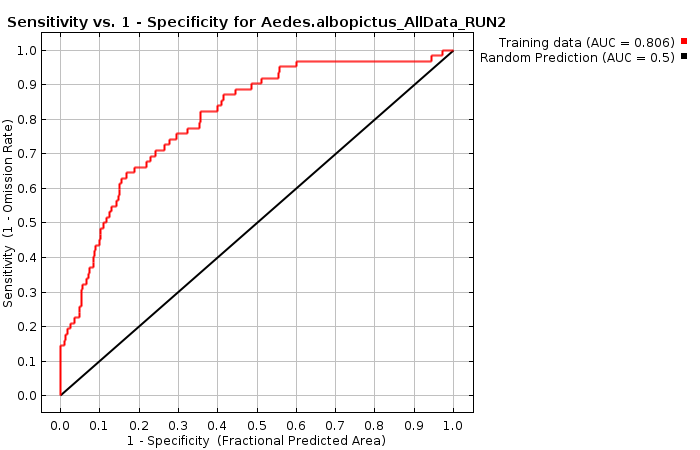 Sensitivity vs. 1 - Specificity for Aedes.albopictus_AllData_RUN2
Training data (AUC = 0.806)
Random Prediction (AUC = 0.5)
Sensitivity (1 - Omission Rate)
1.0
0.9
0.8
0.7
0.6
0.5
0.4
0.3
0.2
0.1
0.0
0.0 0.1 0.2 0.3 0.4 0.5 0.6 0.7 0.8 0.9 1.0
1 - Specificity (Fractional Predicted Area)